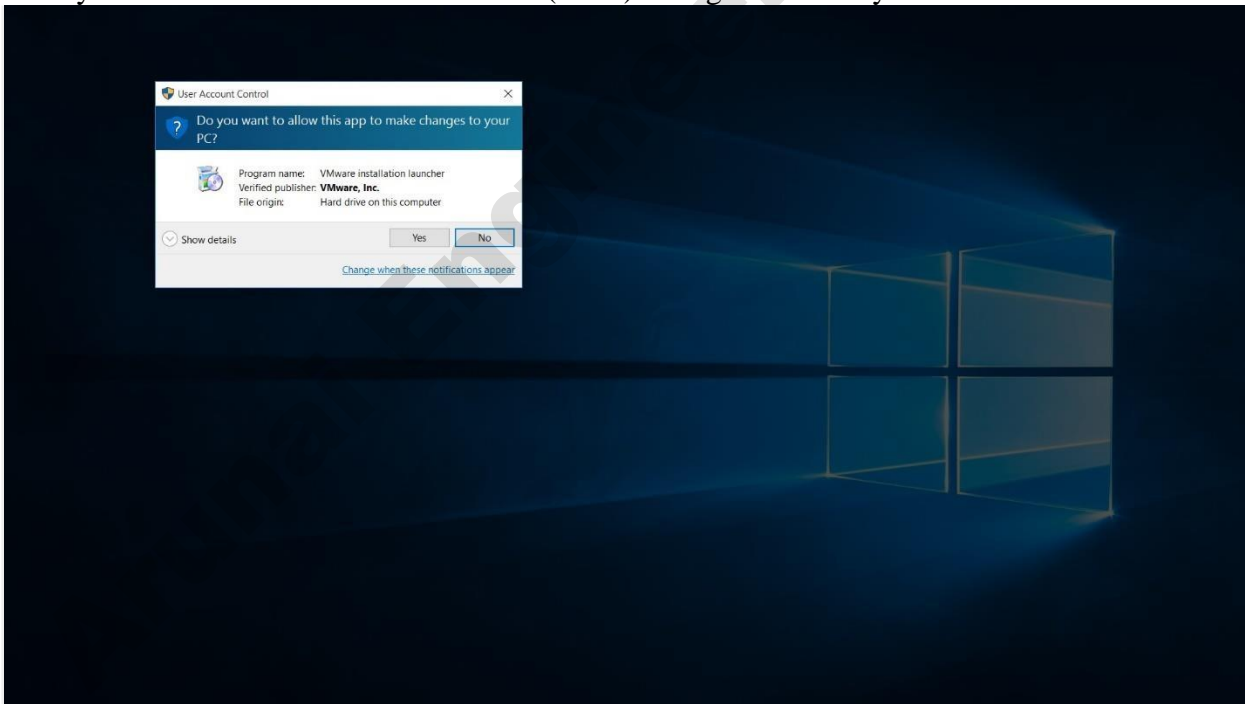 User Account Control
Do you want to allow this app to make changes to your
PC?
Program name: VMware installation launcher
Verified publisher: VMware, Inc.
File origin: Hard drive on this computer
Show details
Yes
No
Change when these notifications appear